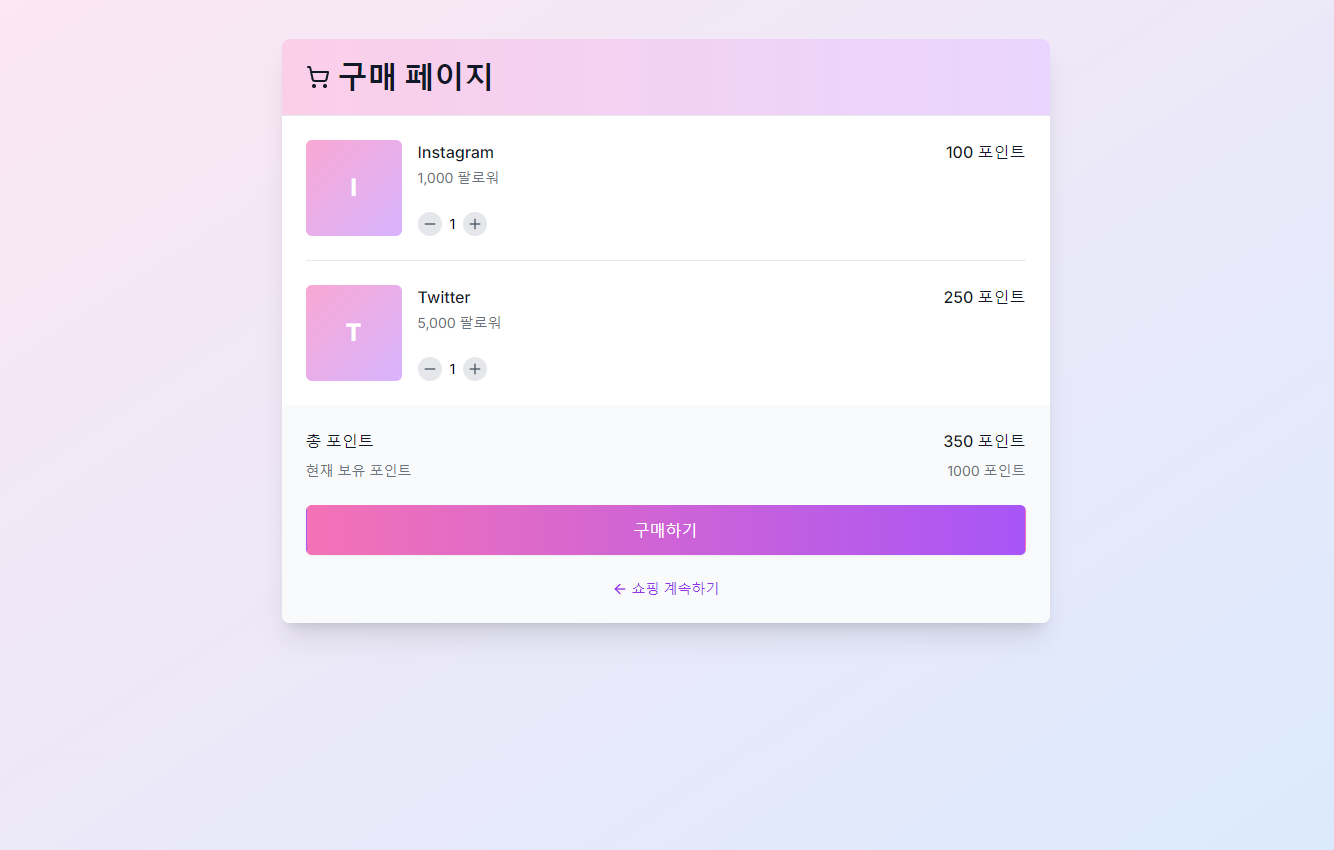 구매 페이지
I
Instagram
100 포인트
1,000 팔로워
1
T
Twitter
250 포인트
5,000 팔로워
1
총 포인트
350 포인트
현재 보유 포인트
1000 포인트
구매하기
쇼핑 계속하기